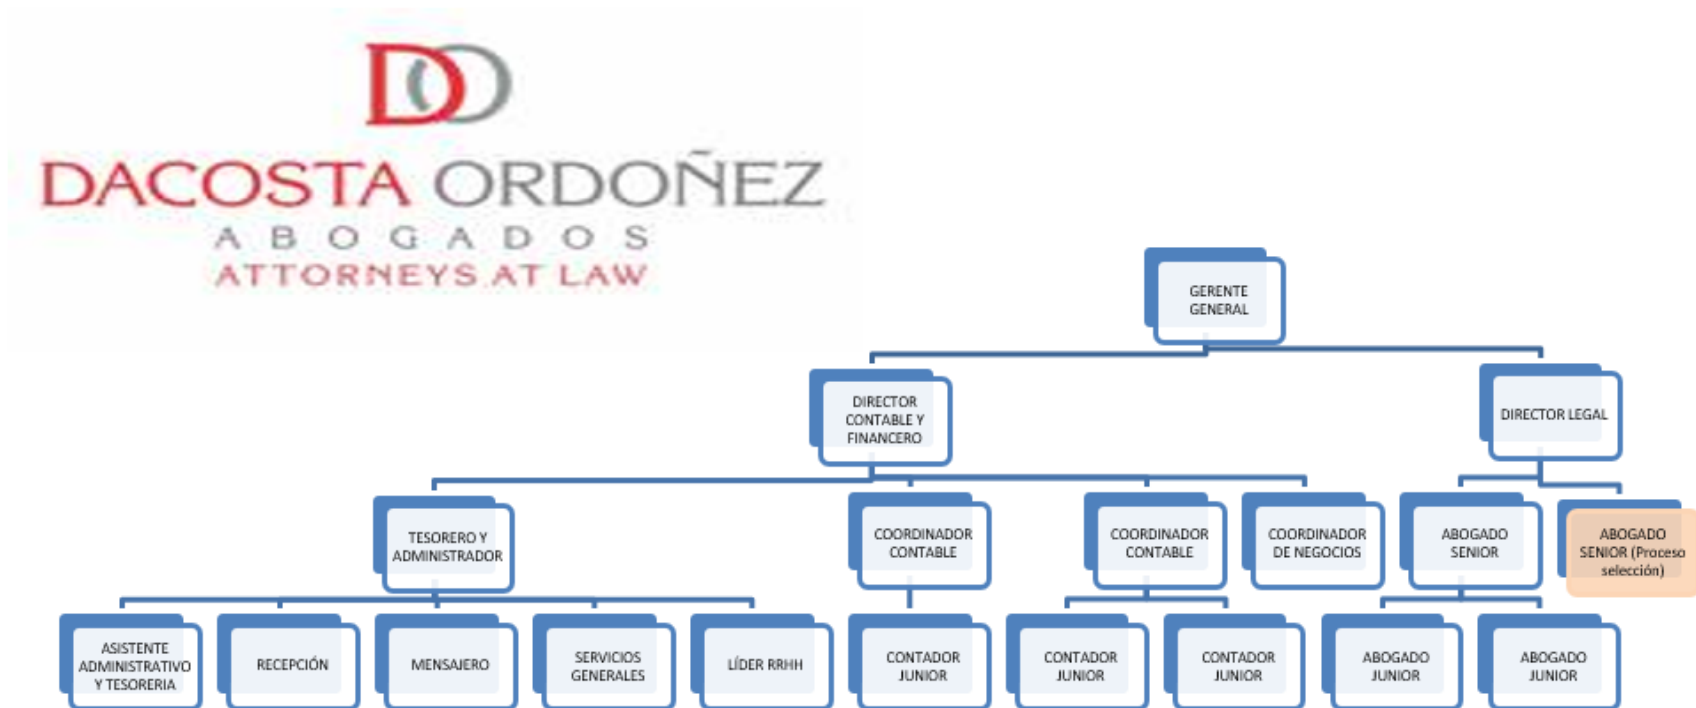 DO
DACOSTA ORDOÑEZ
ABOGADOS
ATTORNEYS AT LAW
GERENTE
GENERAL
DIRECTOR
CONTABLE Y
FINANCERO
DIRECTOR LEGAL
TESORERO Y
ADMINISTRADOR
COORDINADOR
CONTABLE
COORDINADOR
CONTABLE
COORDINADOR
DE NEGOCIOS
ABOGADO
SENIOR
ABOGADO
SENIOR (Proceso
selección)
ASISTENTE
ADMINISTRATIVO
Y TESORERIA
RECEPCIÓN
MENSAJERO
SERVICIOS
GENERALES
LÍDER RRHH
CONTADOR
JUNIOR
CONTADOR
JUNIOR
CONTADOR
JUNIOR
ABOGADO
JUNIOR
ABOGADO
JUNIOR